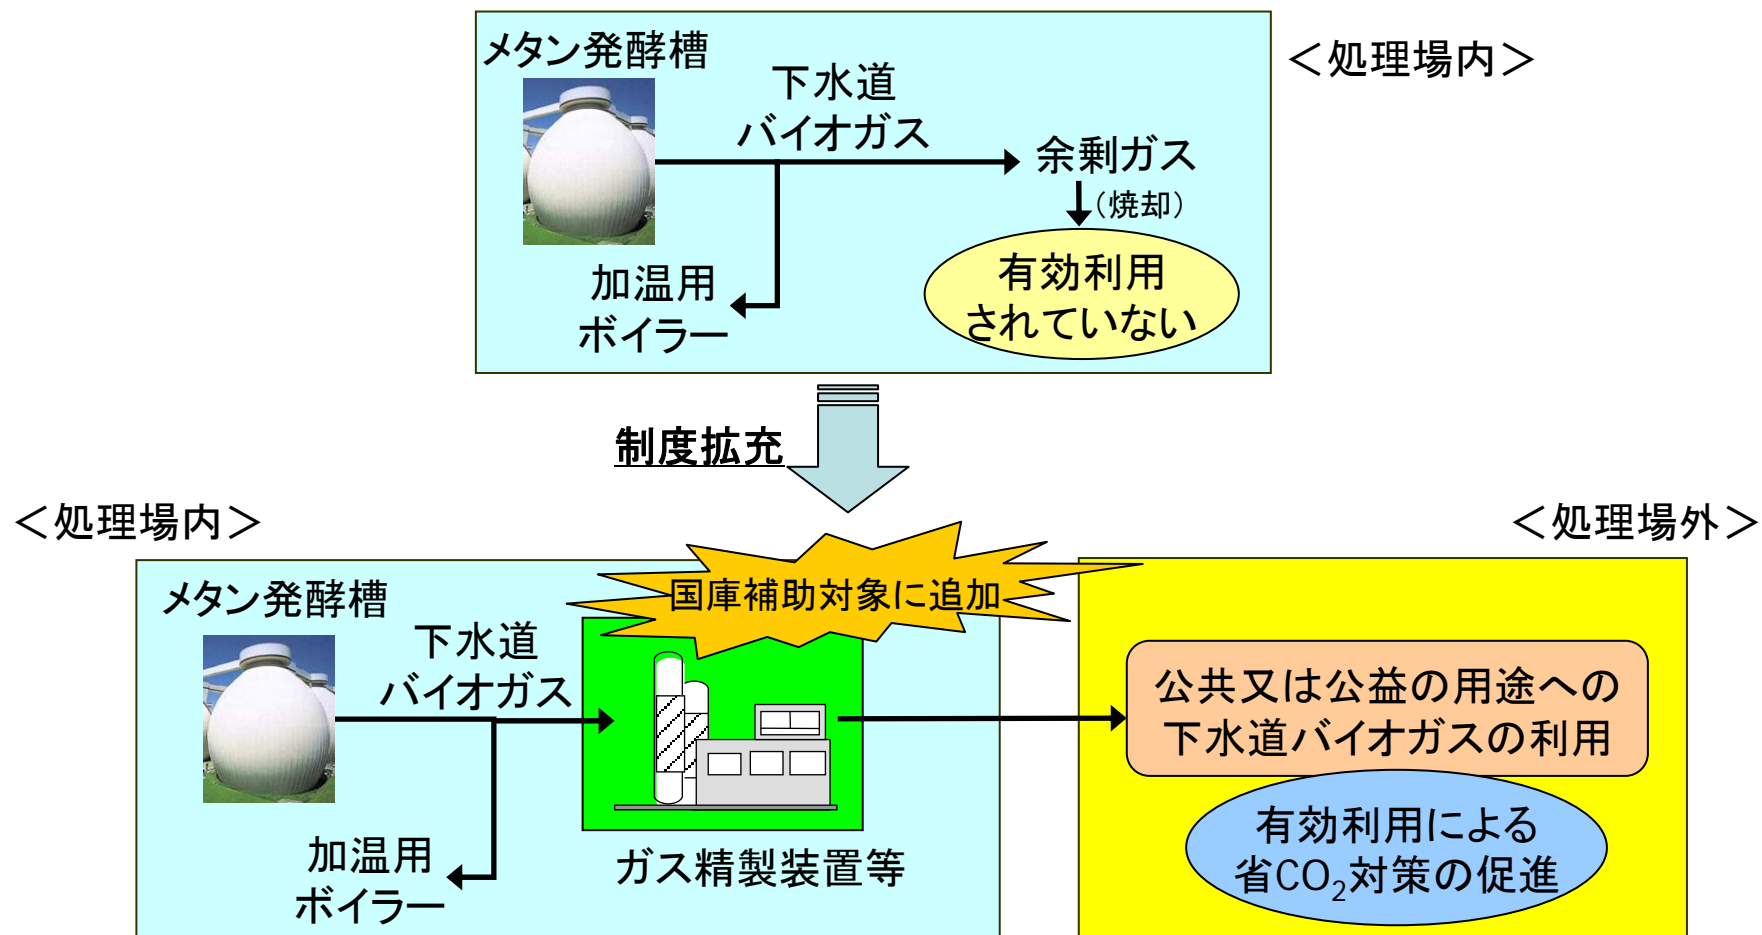 メタン発酵槽
＜処理場内＞
下水道
バイオガス
余剰ガス
（焼却）
有効利用
されていない
加温用
ボイラー
制度拡充
＜処理場内＞
＜処理場外＞
国庫補助対象に追加
メタン発酵槽
下水道
バイオガス
公共又は公益の用途への
下水道バイオガスの利用
有効利用による
省CO₂対策の促進
加温用
ボイラー
ガス精製装置等